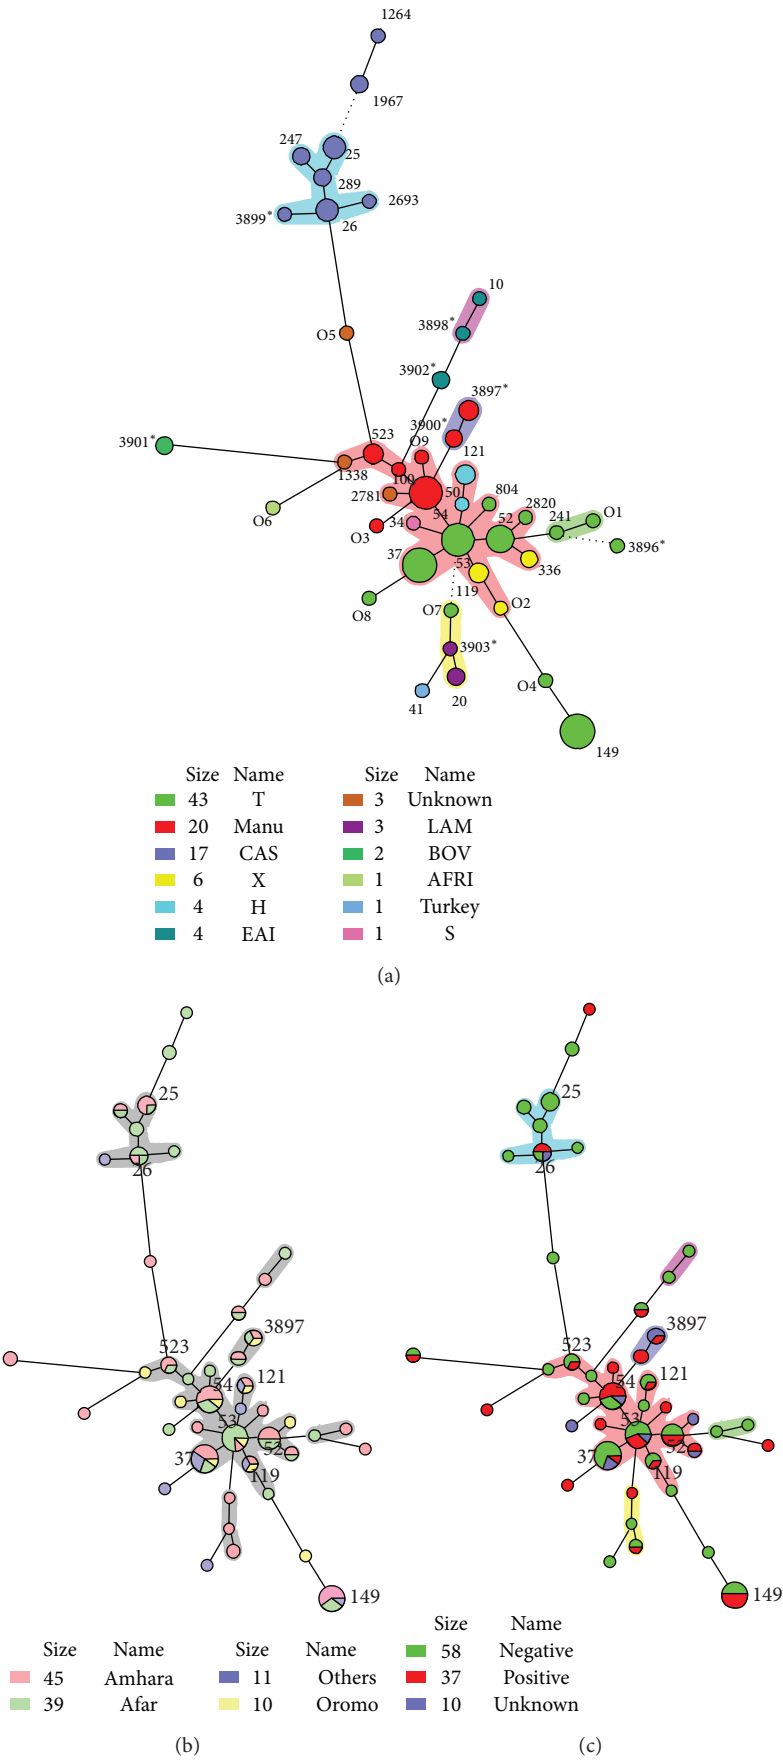 1264
1967
247
25
289
2693
3899*
26
10
O5
3898*
3902*
3897*
3900*
523
O9
121
3901*
1338
100
2781
50
804
54
2820
O6
34
52
241
O1
O3
37
53
336
3896*
119
O8
O7
O2
3903*
O4
41
20
149
Size Name Size Name
43 T 3 Unknown
20 Manu 3 LAM
17 CAS 2 BOV
6 X 1 AFRI
4 H 1 Turkey
4 EAI 1 S
(a)
25
26
3897
523
121
54
53
52
37
119
149
Size Name Size Name
45 Amhara 11 Others
39 Afar 10 Oromo
(b)
25
26
3897
523
121
54
53
52
37
119
149
Size Name
58 Negative
37 Positive
10 Unknown
(c)